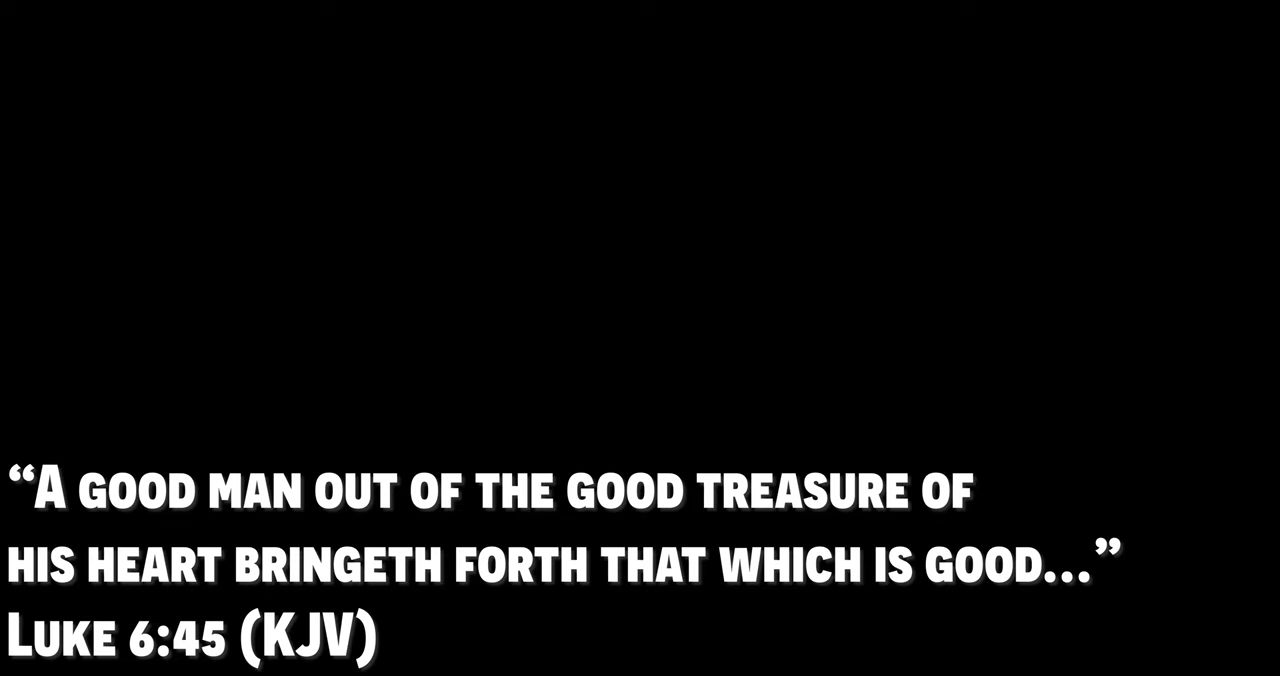 “A good man out of the good treasure of
his heart bringeth forth that which is good...”
Luke 6:45 (KJV)